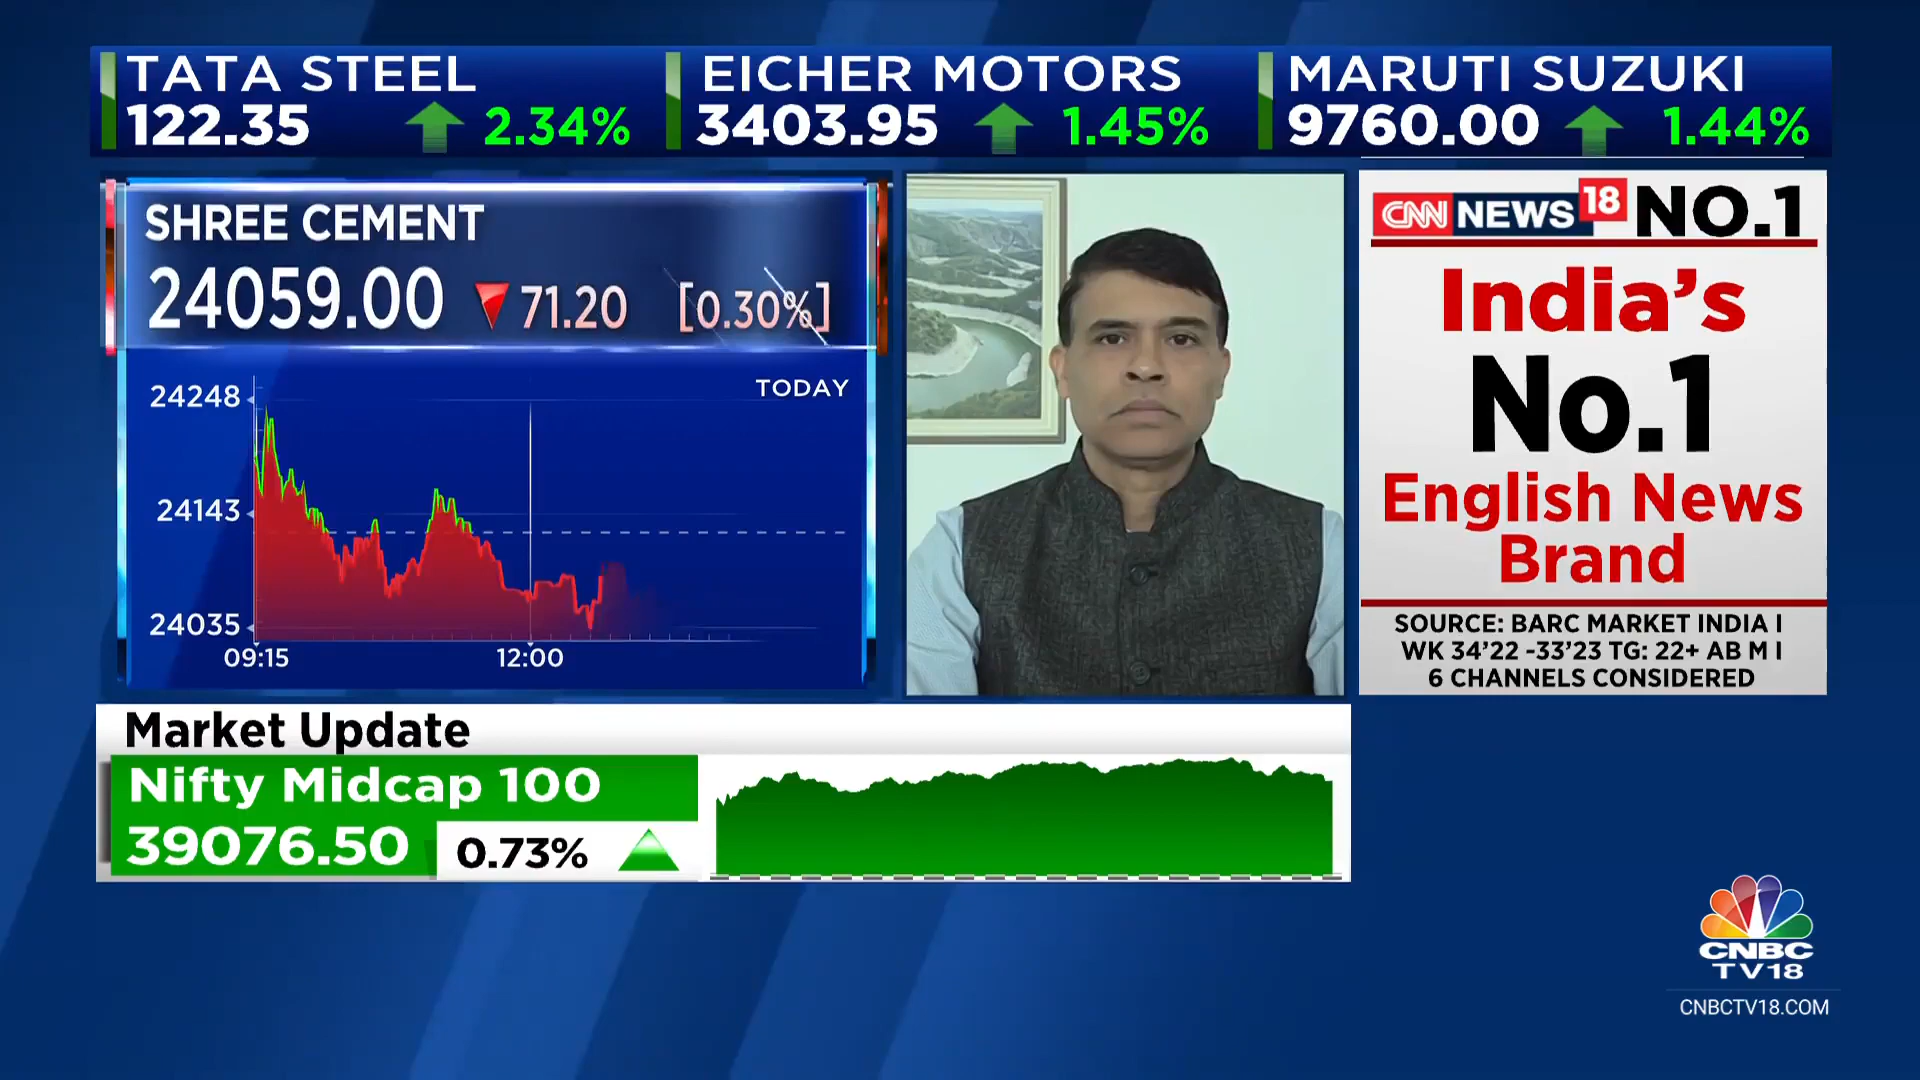 TATA STEEL
122.35 2.34%
EICHER MOTORS
3403.95 1.45%
MARUTI SUZUKI
9760.00 1.44%
SHREE CEMENT
24059.00 71.20 [0.30%]
TODAY
24248
24143
24035
09:15 12:00
CNN NEWS 18 NO.1
India's
No.1
English News
Brand
SOURCE: BARC MARKET INDIA I
WK 34'22 -33'23 TG: 22+ AB M I
6 CHANNELS CONSIDERED
Market Update
Nifty Midcap 100
39076.50 0.73%
CNBC
TV18
CNBCTV18.COM